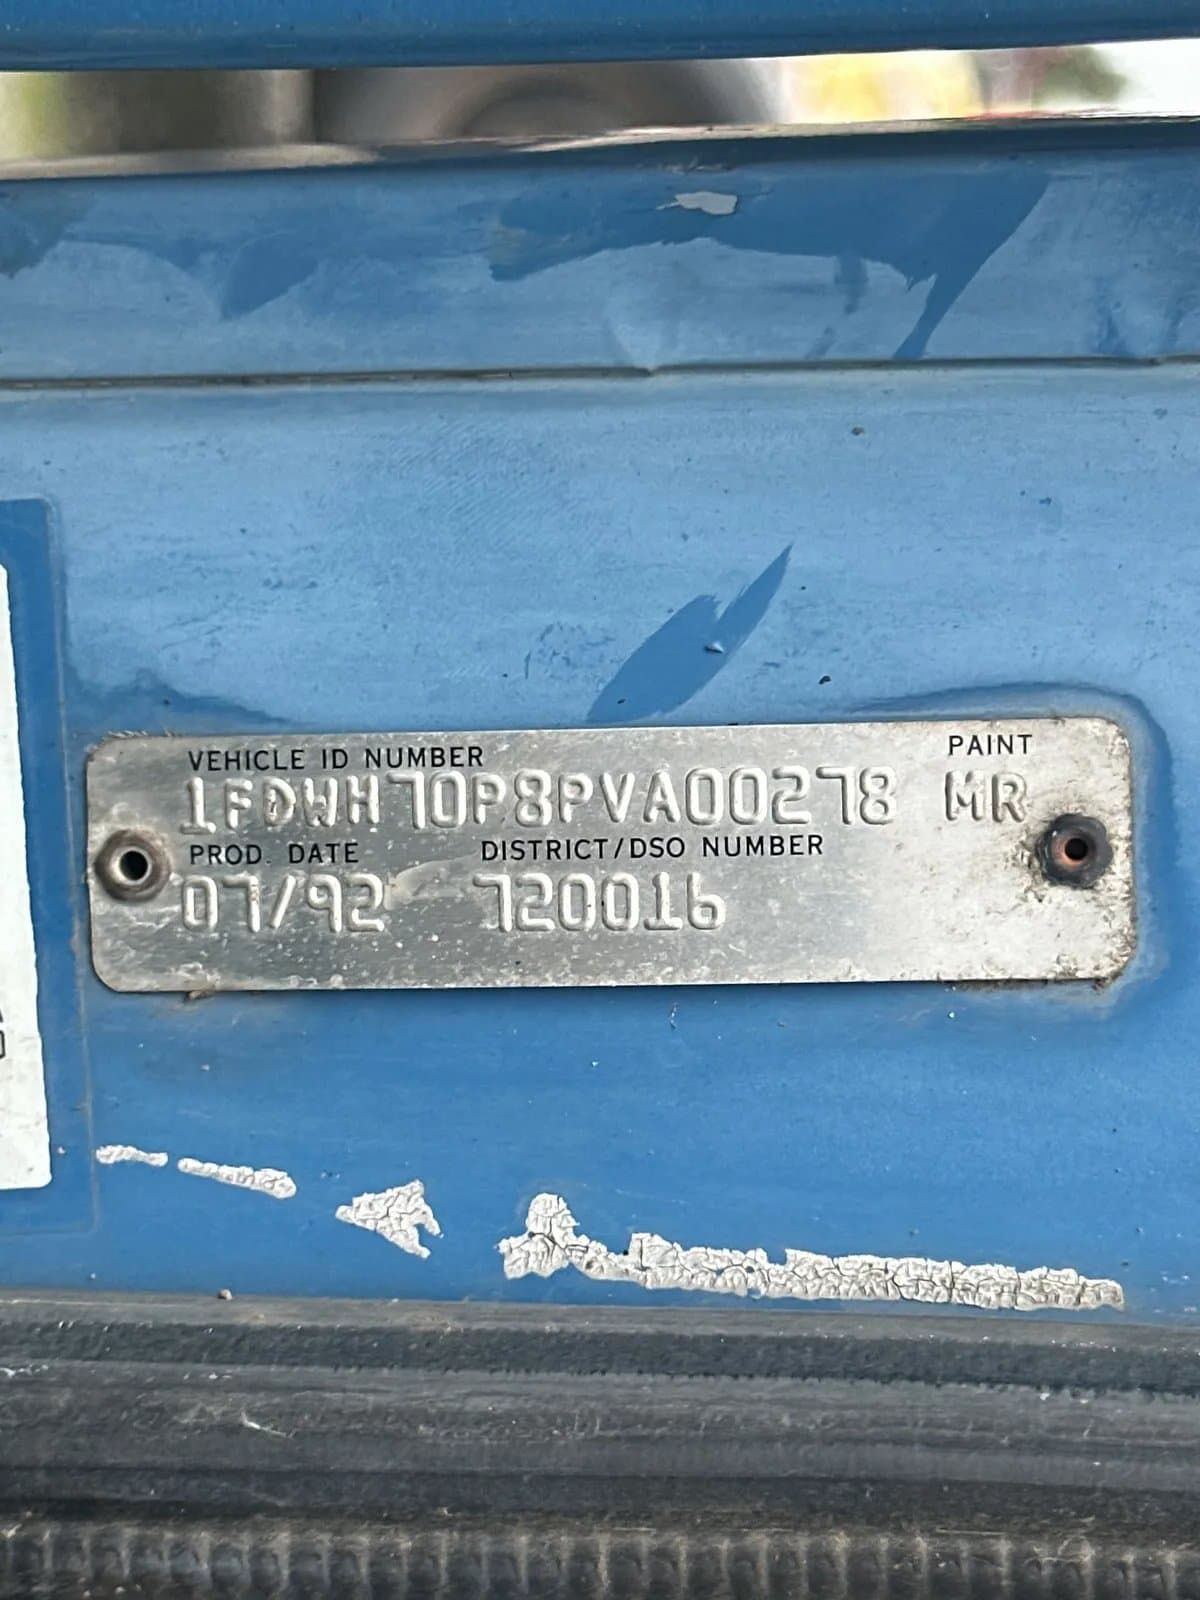 VEHICLE ID NUMBER PAINT
1FDWH70P8PVA00278 MR
PROD. DATE DISTRICT/DSO NUMBER
07/92 720016